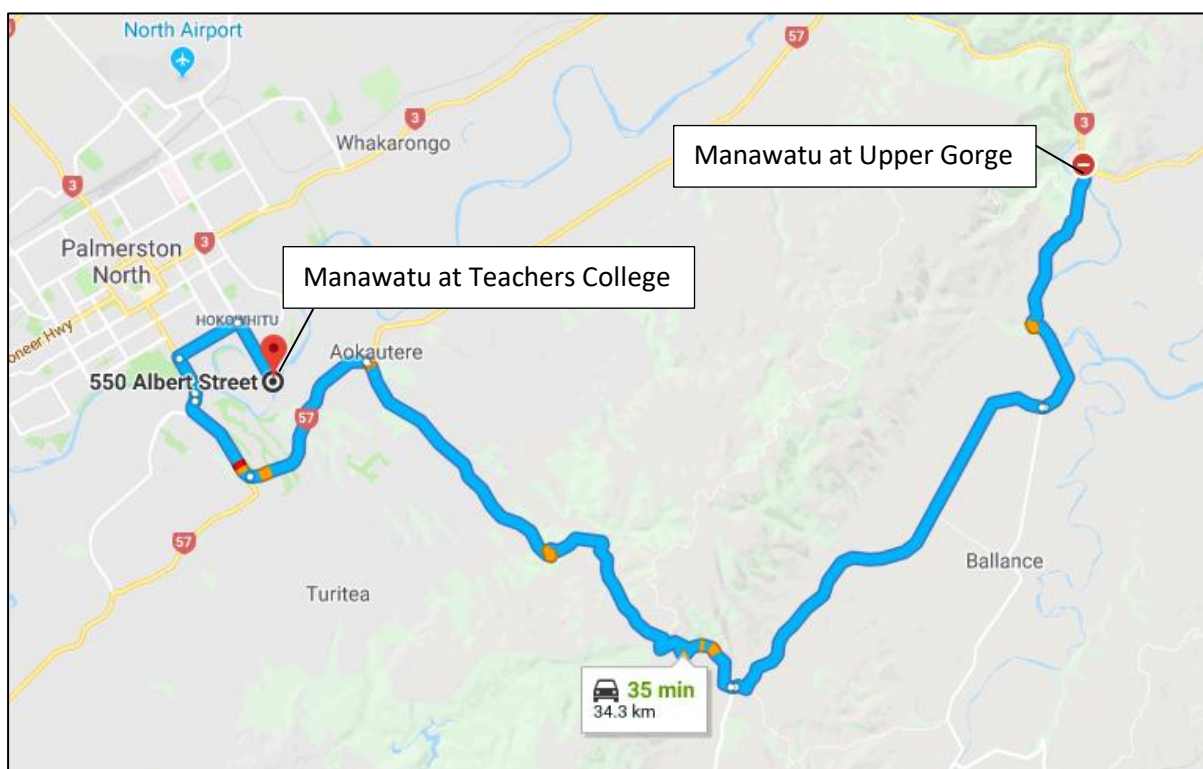 North Airport
57
3
3
Whakarongo
Manawatu at Upper Gorge
3
Palmerston
North
3
Manawatu at Teachers College
HOKOWHITU
oneer Hwy
Aokautere
550 Albert Street
57
57
Ballance
Turitea
35 min
34.3 km